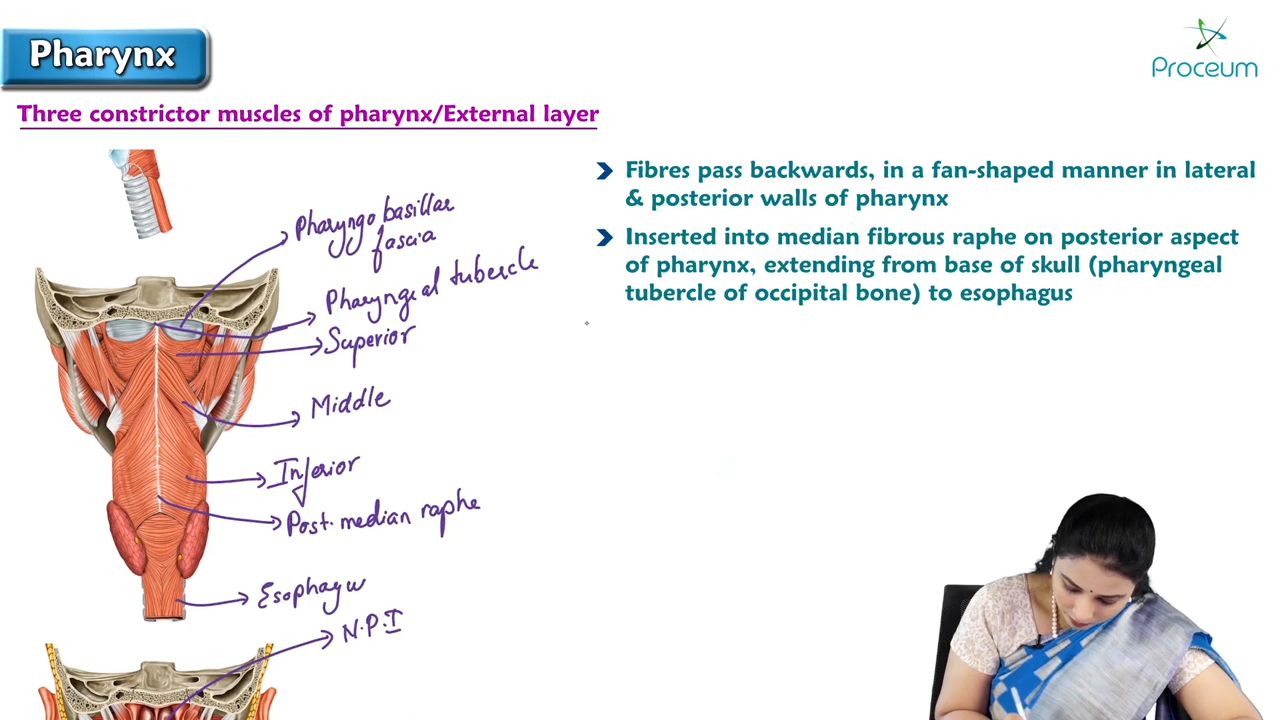 Pharynx
Proceum
Three constrictor muscles of pharynx/External layer
Fibres pass backwards, in a fan-shaped manner in lateral
& posterior walls of pharynx
Inserted into median fibrous raphe on posterior aspect
of pharynx, extending from base of skull (pharyngeal
tubercle of occipital bone) to esophagus
Pharyngobasillar
fascia
Pharyngeal tubercle
Superior
Middle
Inferior
Post. median raphe
Esophagus
N.P.I